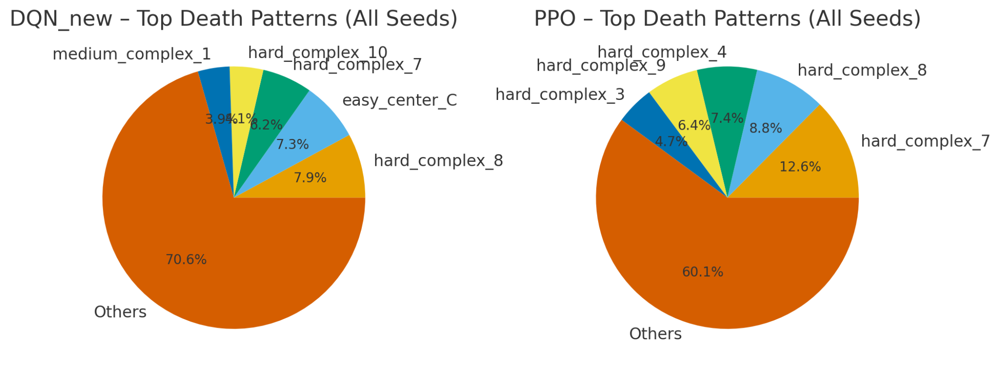 DQN_new – Top Death Patterns (All Seeds)
medium_complex_1
hard_complex_10
hard_complex_7
easy_center_C
hard_complex_8
3.9%
4.1%
6.2%
7.3%
7.9%
70.6%
Others
PPO – Top Death Patterns (All Seeds)
hard_complex_4
hard_complex_9
hard_complex_8
hard_complex_3
hard_complex_7
7.4%
6.4%
8.8%
4.7%
12.6%
60.1%
Others